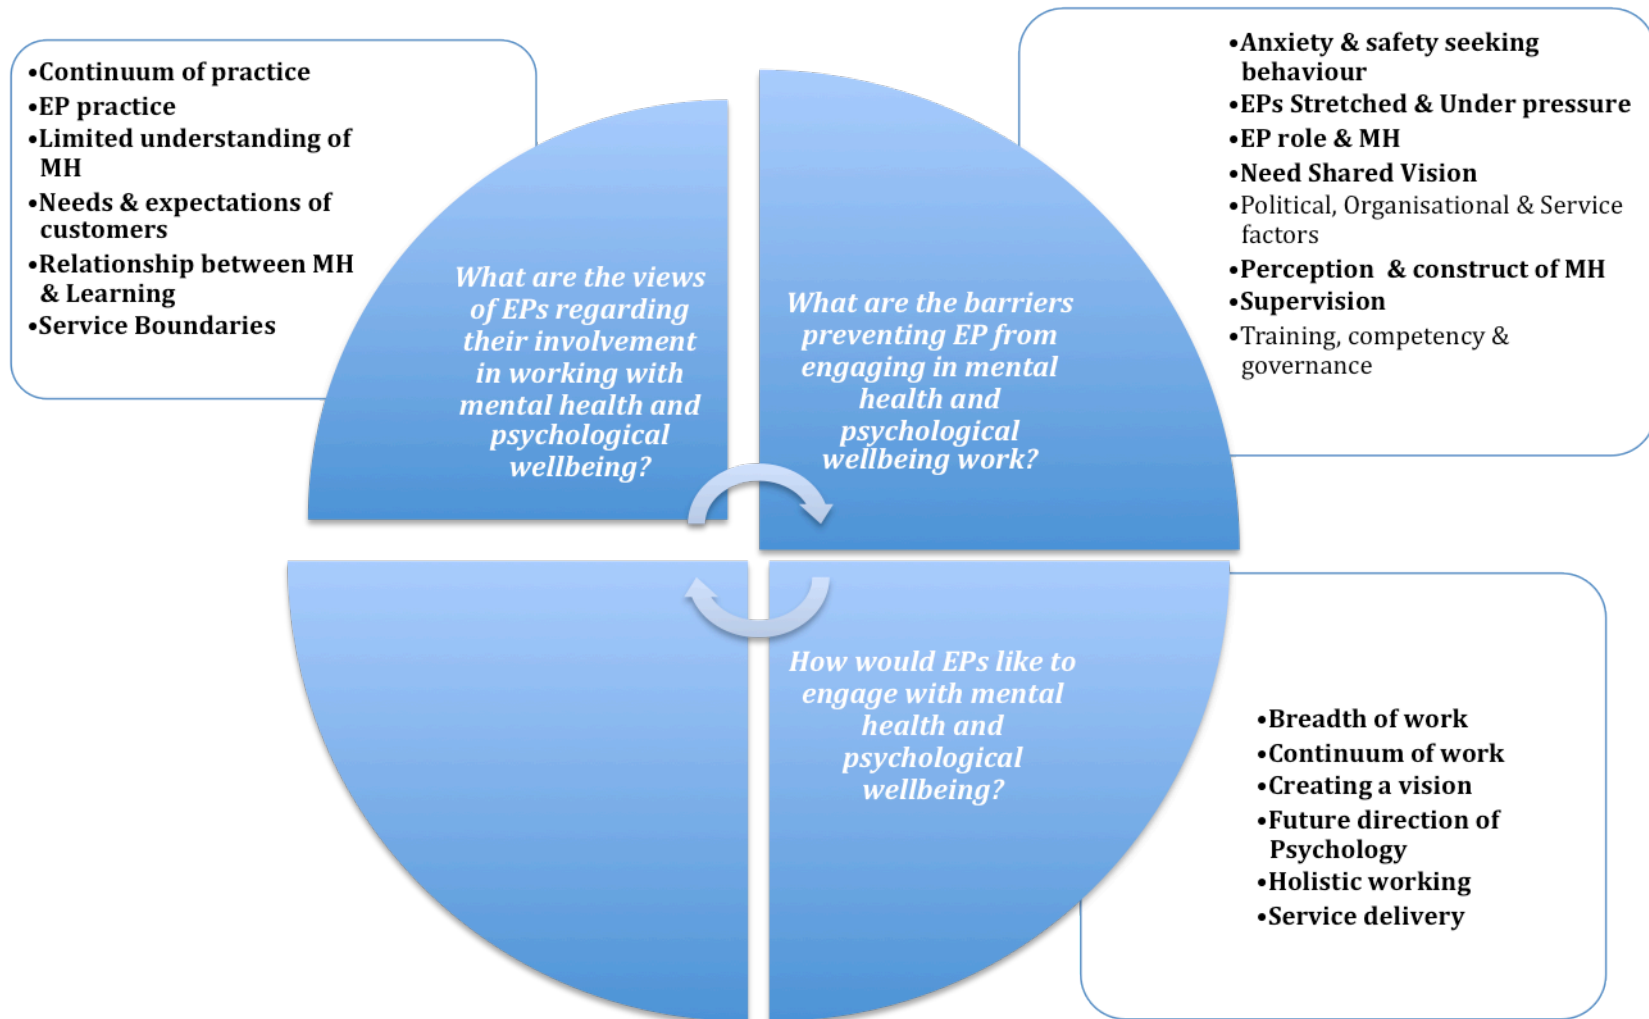 •Continuum of practice
•EP practice
•Limited understanding of
MH
•Needs & expectations of
customers
•Relationship between MH
& Learning
•Service Boundaries
What are the views
of EPs regarding
their involvement
in working with
mental health and
psychological
wellbeing?
What are the barriers
preventing EP from
engaging in mental
health and
psychological
wellbeing work?
•Anxiety & safety seeking
behaviour
•EPs Stretched & Under pressure
•EP role & MH
•Need Shared Vision
•Political, Organisational & Service
factors
•Perception & construct of MH
•Supervision
•Training, competency &
governance
How would EPs like to
engage with mental
health and
psychological
wellbeing?
•Breadth of work
•Continuum of work
•Creating a vision
•Future direction of
Psychology
•Holistic working
•Service delivery